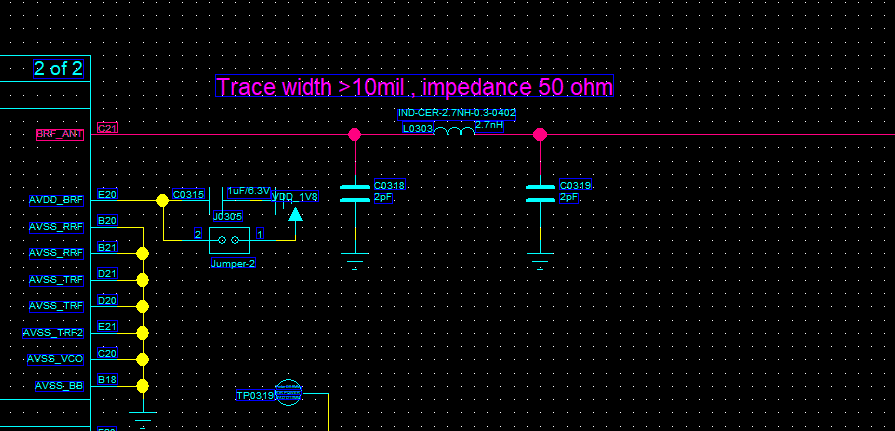 2 of 2
Trace width >10mil , impedance 50 ohm
IND-CER-2.7NH-0.3-0402
BRF_ANT C21 L0303 2.7nH
C0318 C0319
2pF 2pF
AVDD_BRF E20 C0315 1uF/6.3V VDD_1V8
J0305
AVSS_RRF B20
2 1
AVSS_RRF B21
Jumper-2
AVSS_TRF D21
AVSS_TRF D20
AVSS_TRF2 E21
AVSS_VCO C20
AVSS_BB B18
TP0319